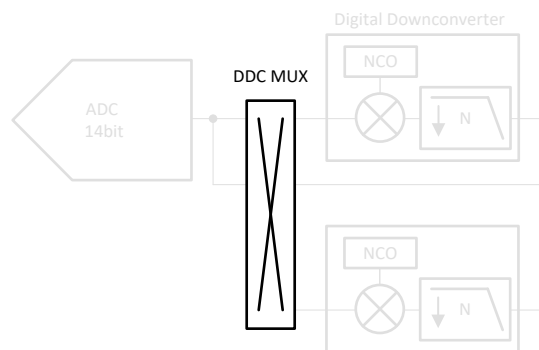 Digital Downconverter
NCO
DDC MUX
ADC
14bit
N
NCO
N